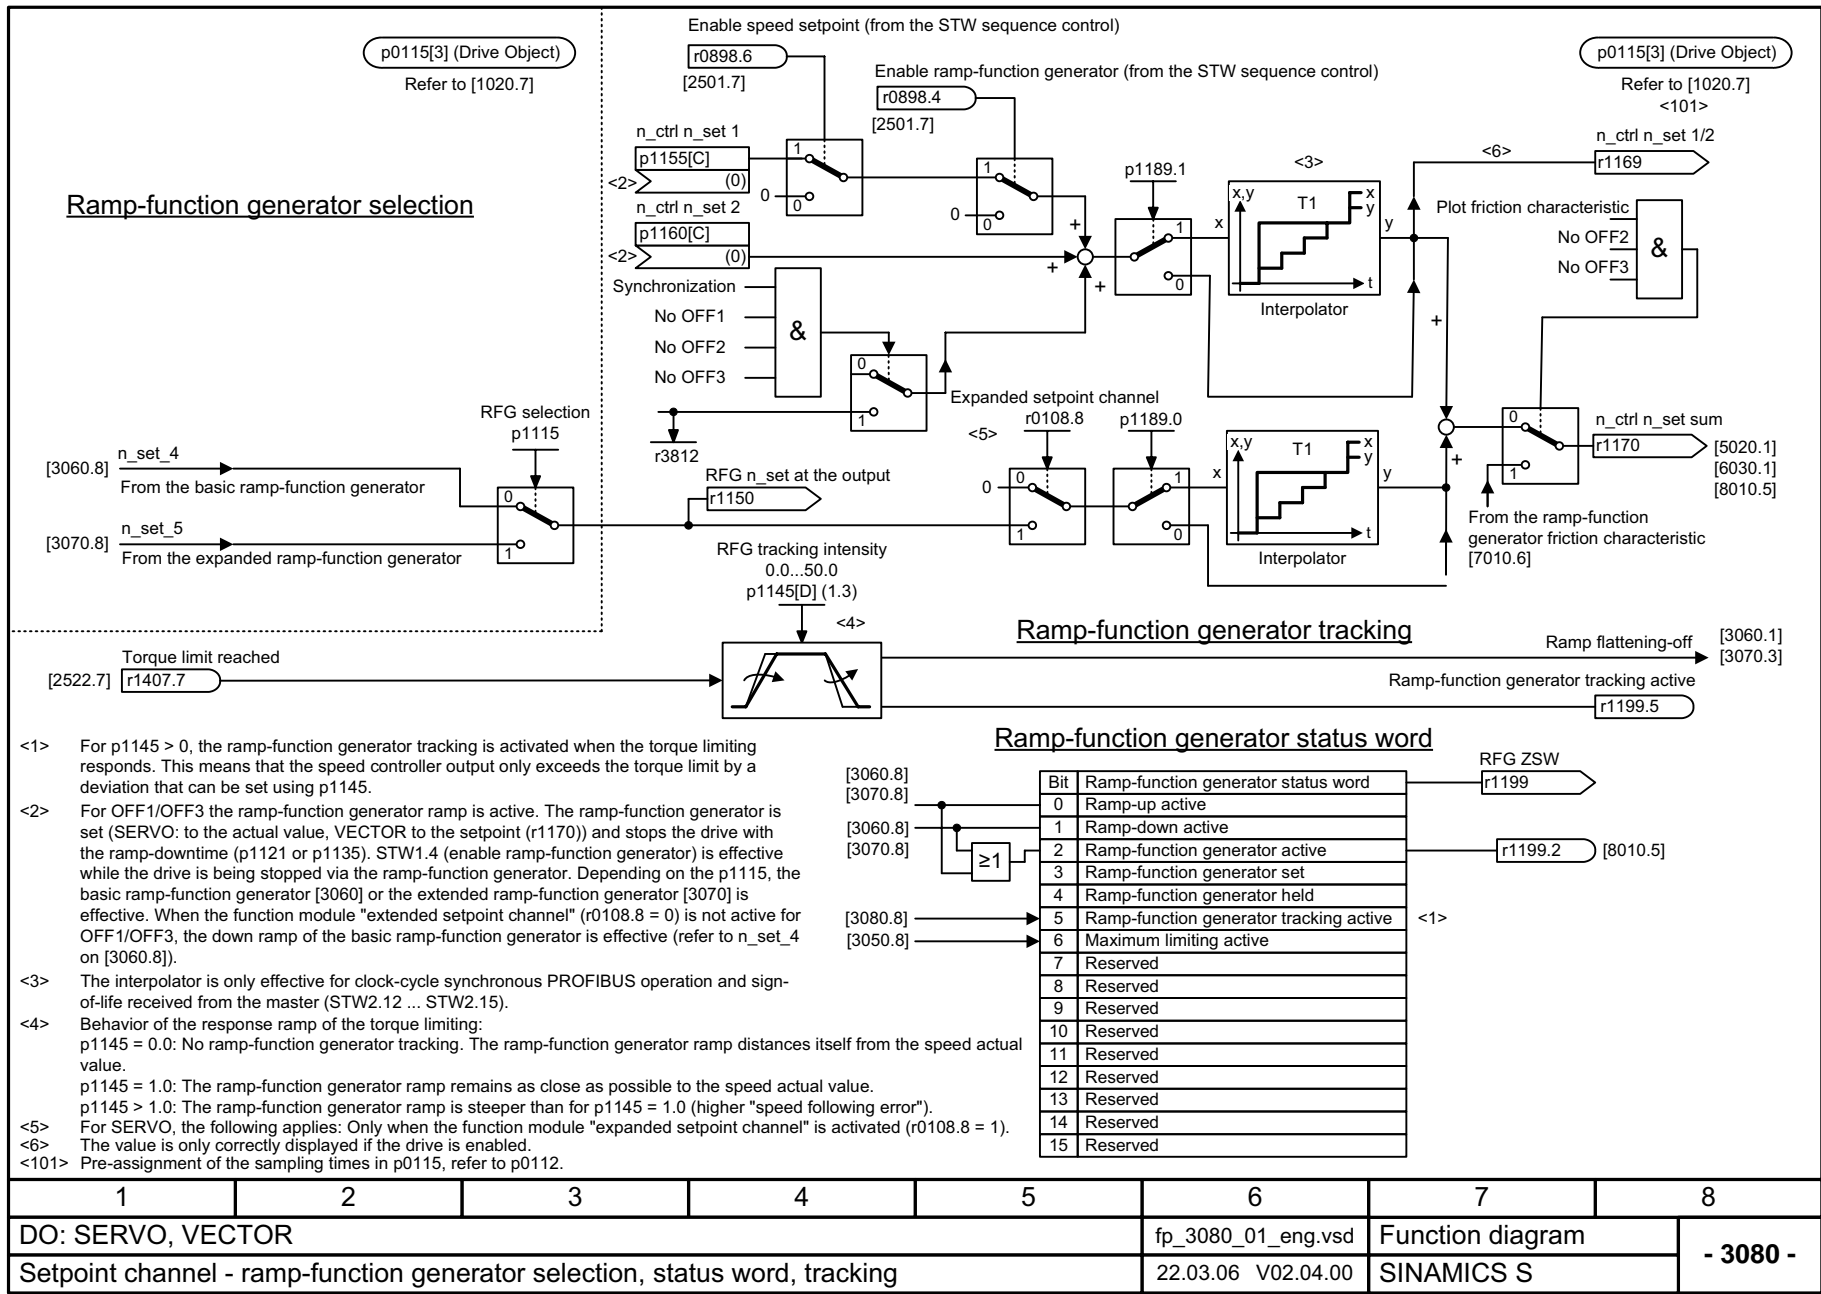 Enable speed setpoint (from the STW sequence control)
p0115[3] (Drive Object)
Refer to [1020.7]
r0898.6
[2501.7]
Enable ramp-function generator (from the STW sequence control)
r0898.4
[2501.7]
p0115[3] (Drive Object)
Refer to [1020.7]
<101>
Ramp-function generator selection
n_ctrl n_set 1
p1155[C]
<2>
(0)
1
0
0
n_ctrl n_set 2
p1160[C]
<2>
(0)
1
0
0
+
+
+
p1189.1
1
0
<3>
x
x,y
T1
x
y
t
y
Interpolator
<6>
n_ctrl n_set 1/2
r1169
Plot friction characteristic
No OFF2
No OFF3
&
Synchronization
No OFF1
No OFF2
No OFF3
&
0
1
r3812
+
RFG selection
p1115
[3060.8]
n_set_4
From the basic ramp-function generator
[3070.8]
n_set_5
From the expanded ramp-function generator
0
1
RFG n_set at the output
r1150
Expanded setpoint channel
<5>
r0108.8
0
0
1
p1189.0
1
0
x
x,y
T1
x
y
t
y
Interpolator
+
0
1
n_ctrl n_set sum
r1170
[5020.1]
[6030.1]
[8010.5]
From the ramp-function
generator friction characteristic
[7010.6]
RFG tracking intensity
0.0...50.0
p1145[D] (1.3)
<4>
Ramp-function generator tracking
Torque limit reached
[2522.7]
r1407.7
Ramp flattening-off
[3060.1]
[3070.3]
Ramp-function generator tracking active
r1199.5
<1> For p1145 > 0, the ramp-function generator tracking is activated when the torque limiting
responds. This means that the speed controller output only exceeds the torque limit by a
deviation that can be set using p1145.
<2> For OFF1/OFF3 the ramp-function generator ramp is active. The ramp-function generator is
set (SERVO: to the actual value, VECTOR to the setpoint (r1170)) and stops the drive with
the ramp-downtime (p1121 or p1135). STW1.4 (enable ramp-function generator) is effective
while the drive is being stopped via the ramp-function generator. Depending on the p1115, the
basic ramp-function generator [3060] or the extended ramp-function generator [3070] is
effective. When the function module "extended setpoint channel" (r0108.8 = 0) is not active for
OFF1/OFF3, the down ramp of the basic ramp-function generator is effective (refer to n_set_4
on [3060.8]).
<3> The interpolator is only effective for clock-cycle synchronous PROFIBUS operation and sign-
of-life received from the master (STW2.12 ... STW2.15).
<4> Behavior of the response ramp of the torque limiting:
p1145 = 0.0: No ramp-function generator tracking. The ramp-function generator ramp distances itself from the speed actual
value.
p1145 = 1.0: The ramp-function generator ramp remains as close as possible to the speed actual value.
p1145 > 1.0: The ramp-function generator ramp is steeper than for p1145 = 1.0 (higher "speed following error").
<5> For SERVO, the following applies: Only when the function module "expanded setpoint channel" is activated (r0108.8 = 1).
<6> The value is only correctly displayed if the drive is enabled.
<101> Pre-assignment of the sampling times in p0115, refer to p0112.
Ramp-function generator status word
RFG ZSW
r1199
[3060.8]
[3070.8]
[3060.8]
[3070.8]
≥1
[3080.8]
[3050.8]
Bit Ramp-function generator status word
0 Ramp-up active
1 Ramp-down active
2 Ramp-function generator active
3 Ramp-function generator set
4 Ramp-function generator held
5 Ramp-function generator tracking active
6 Maximum limiting active
7 Reserved
8 Reserved
9 Reserved
10 Reserved
11 Reserved
12 Reserved
13 Reserved
14 Reserved
15 Reserved
r1199.2
[8010.5]
<1>
1 2 3 4 5 6 7 8
DO: SERVO, VECTOR
fp_3080_01_eng.vsd
Function diagram
- 3080 -
Setpoint channel - ramp-function generator selection, status word, tracking
22.03.06 V02.04.00
SINAMICS S